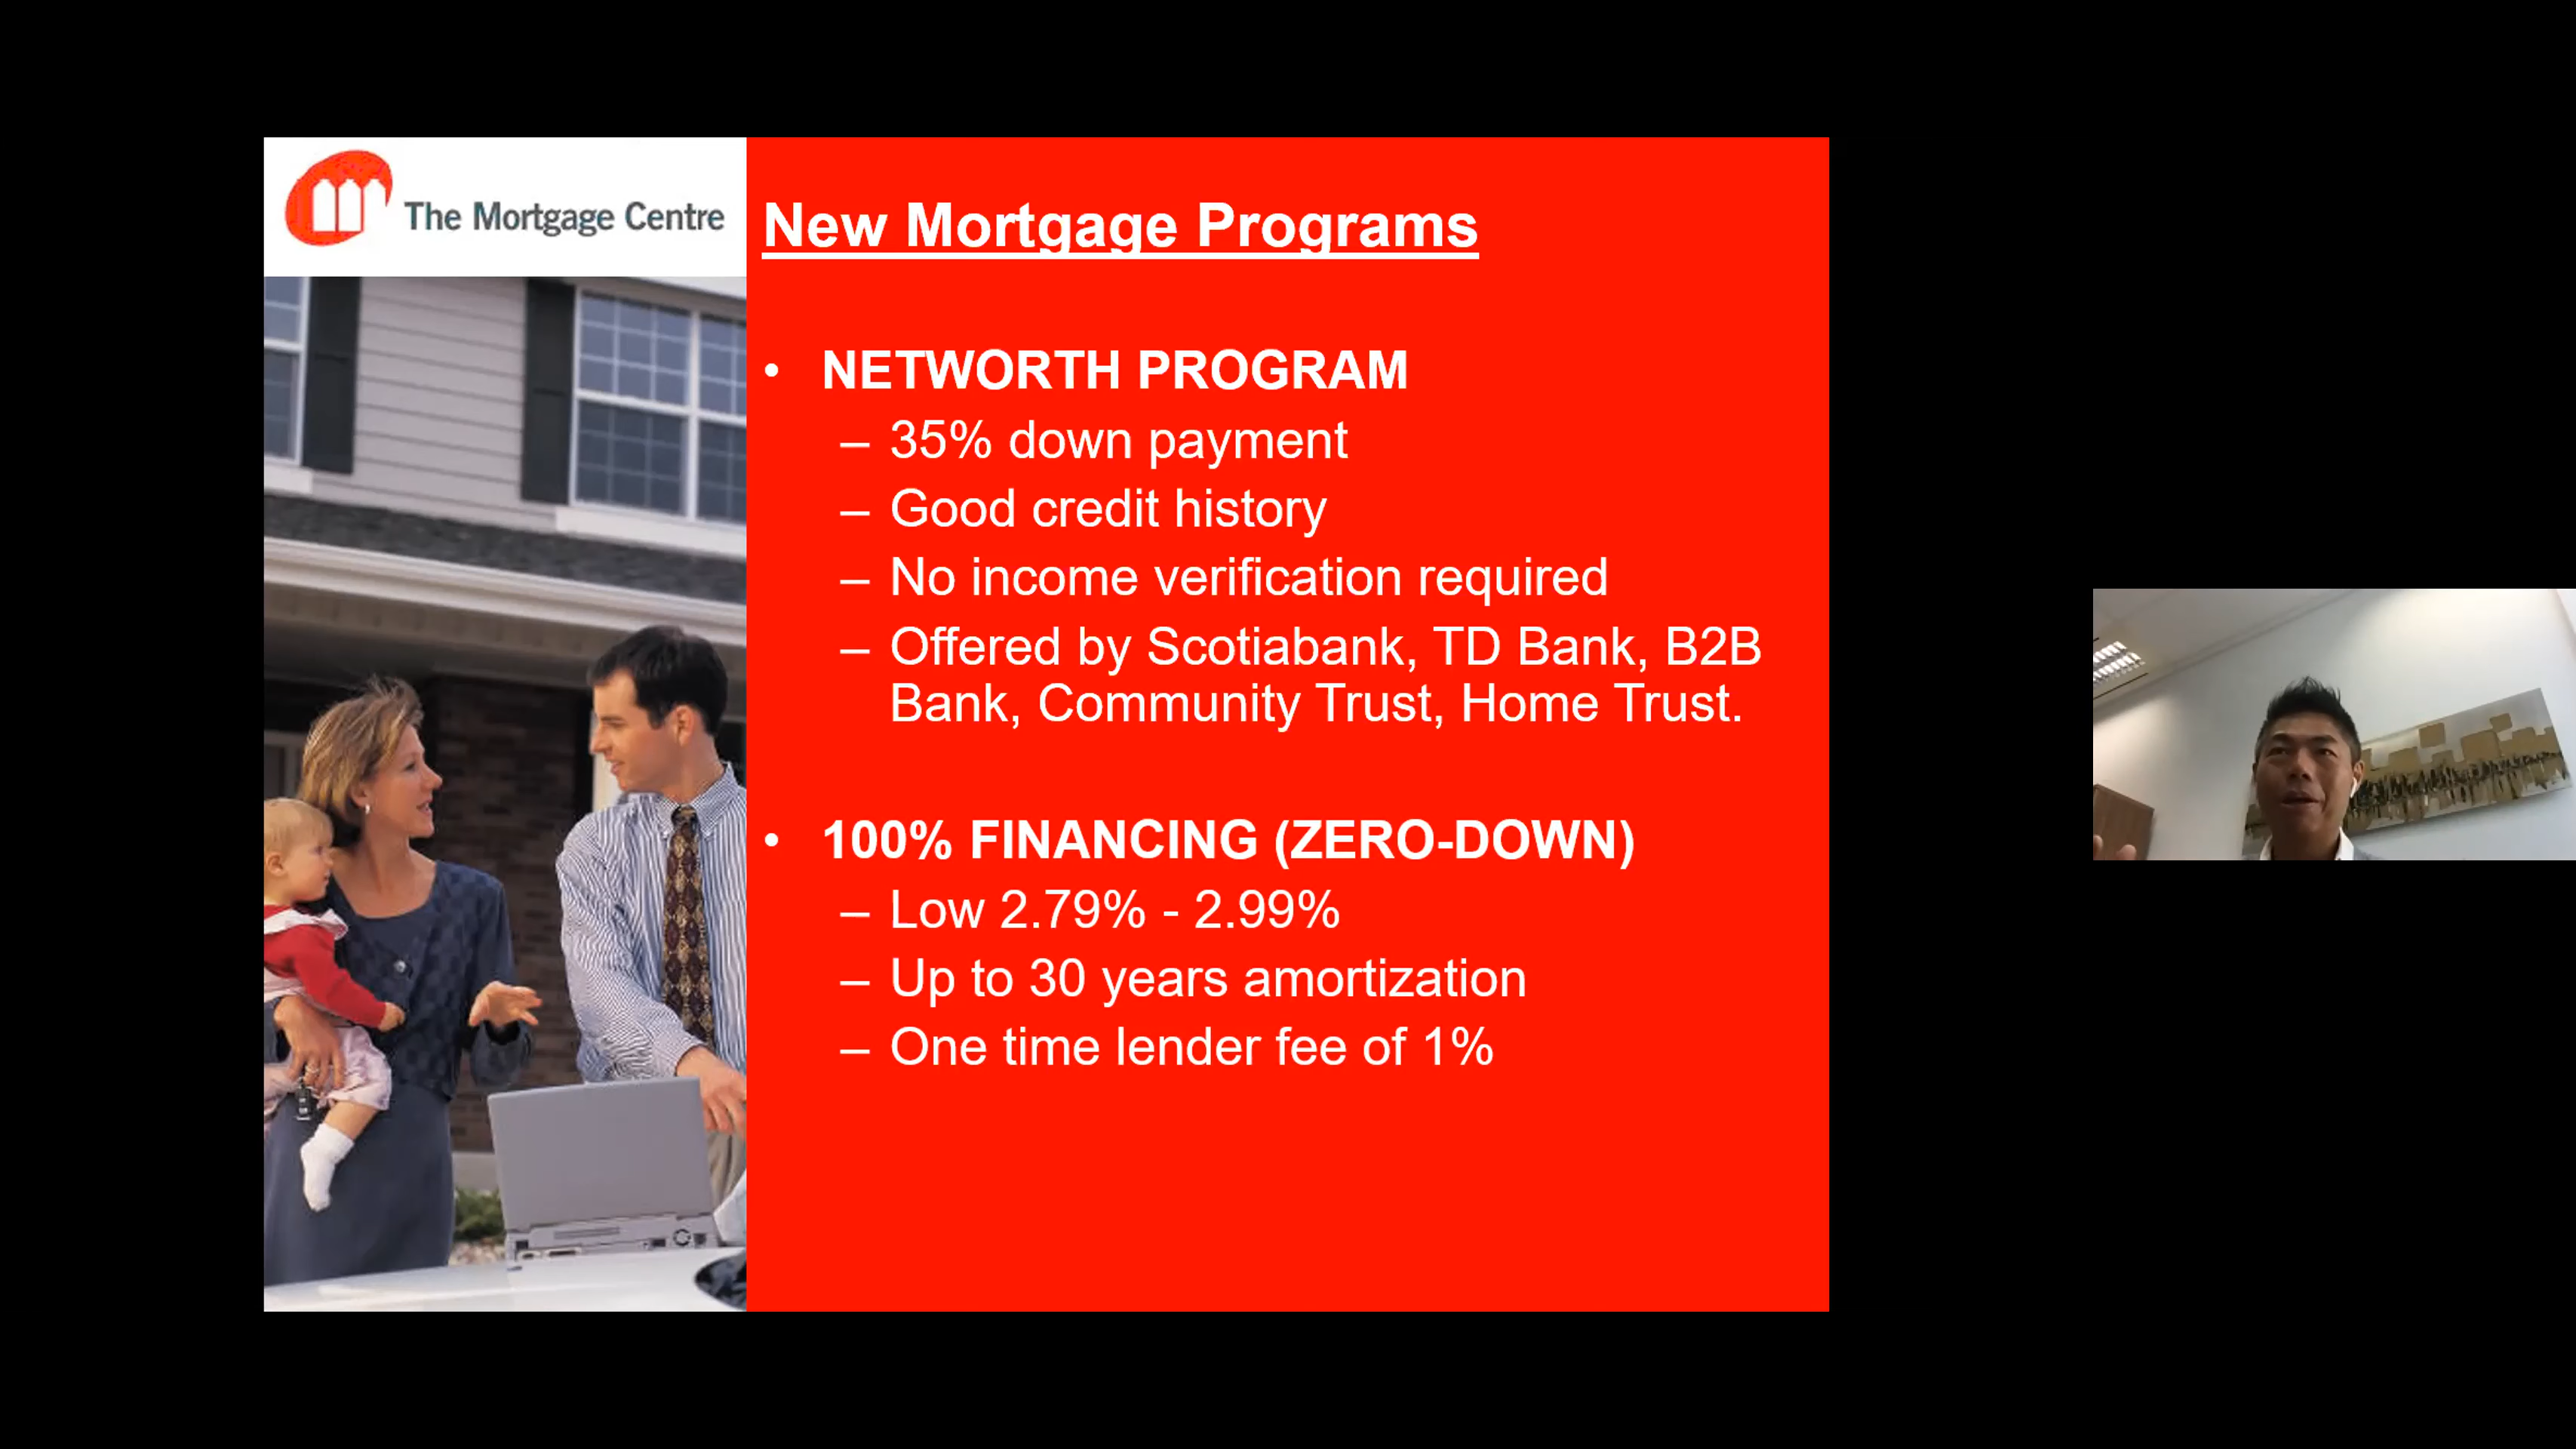 The Mortgage Centre
New Mortgage Programs
• NETWORTH PROGRAM
– 35% down payment
– Good credit history
– No income verification required
– Offered by Scotiabank, TD Bank, B2B
Bank, Community Trust, Home Trust.
• 100% FINANCING (ZERO-DOWN)
– Low 2.79% - 2.99%
– Up to 30 years amortization
– One time lender fee of 1%